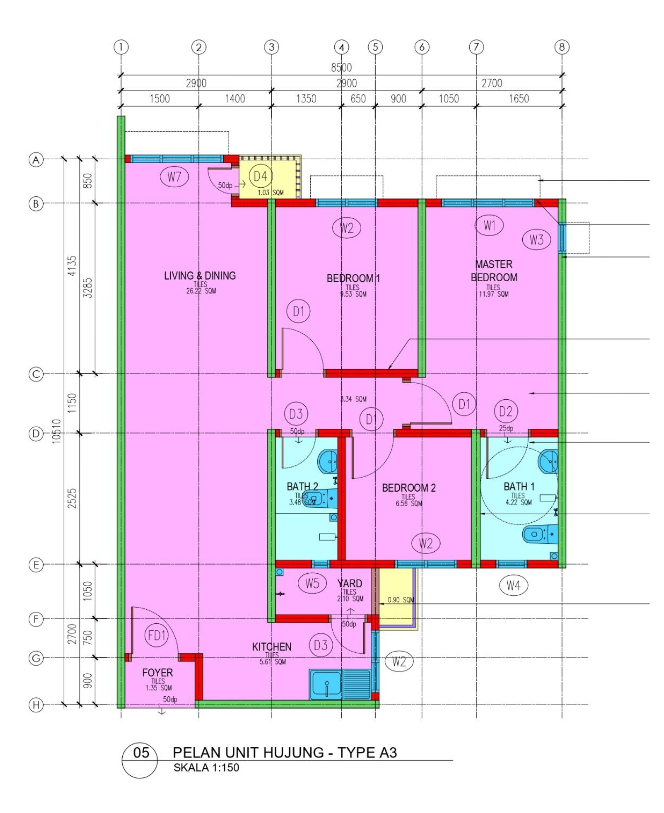 1 2 3 4 5 6 7 8
8500
2900 2900 2700
1500 1400 1350 650 900 1050 1650
A
W7
D4
50dp
1.03 SQM
850
B
W2
W1
W3
4135
3285
LIVING & DINING
TILES
26.22 SQM
BEDROOM 1
TILES
9.53 SQM
MASTER
BEDROOM
TILES
11.97 SQM
D1
C
3.34 SQM
1150
D3
50dp
D1
D1
D2
25dp
D
10510
2525
BATH 2
TILES
3.48 SQM
BEDROOM 2
TILES
6.58 SQM
BATH 1
TILES
4.22 SQM
W2
E
W5
YARD
TILES
2.10 SQM
W4
0.90 SQM
1050
F
50dp
2700
750
FD1
KITCHEN
TILES
5.61 SQM
D3
W2
G
FOYER
TILES
1.35 SQM
50dp
900
H
05 PELAN UNIT HUJUNG - TYPE A3
SKALA 1:150